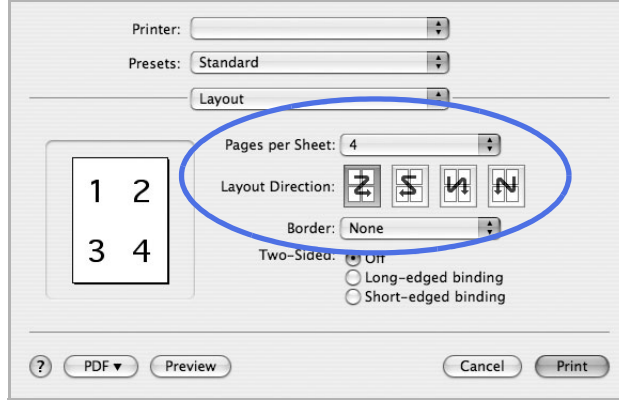 Printer:
Presets: Standard
Layout
Pages per Sheet: 4
Layout Direction:
Border: None
Two-Sided: Off
Long-edged binding
Short-edged binding
1 2
3 4
? PDF▼ Preview Cancel Print